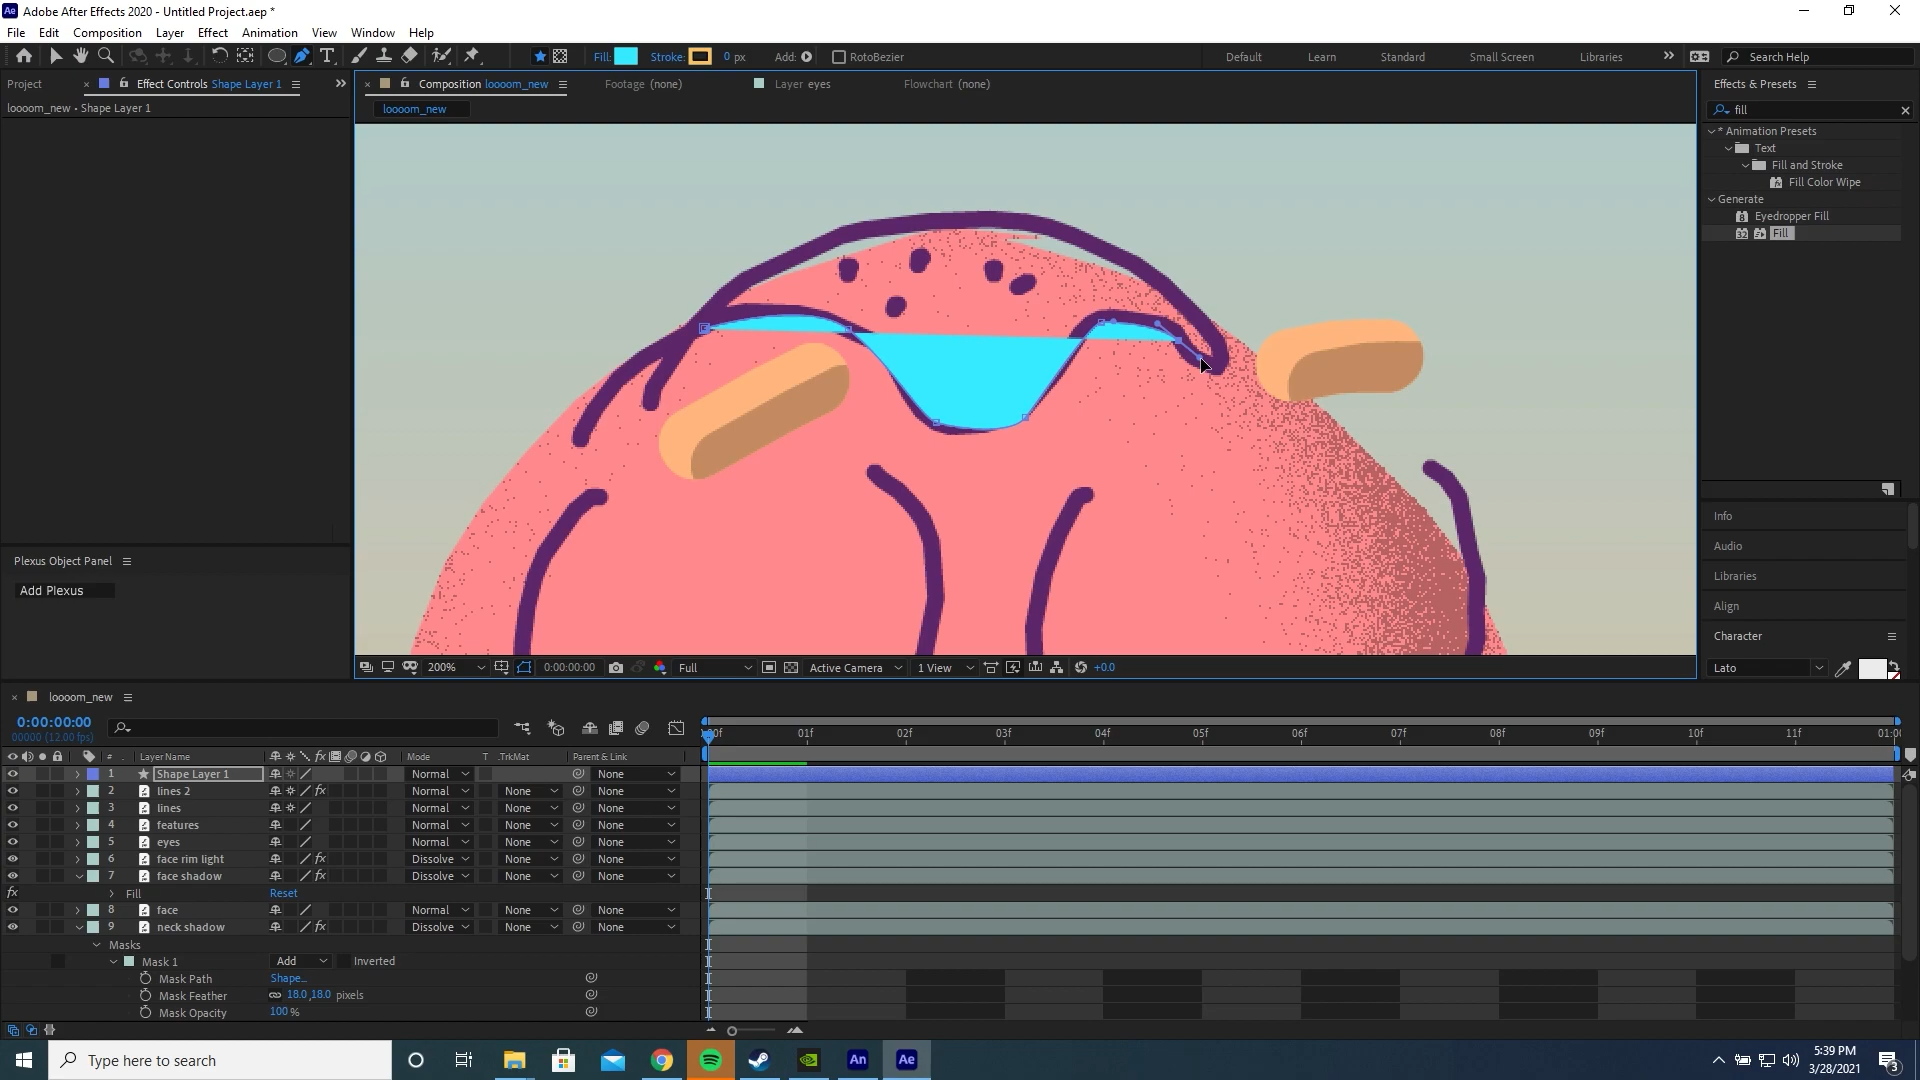 Adobe After Effects 2020 - Untitled Project.aep *
File Edit Composition Layer Effect Animation View Window Help
Fill: Stroke: 0 px Add: RotoBezier Default Learn Standard Small Screen Libraries Search Help
Project Effect Controls Shape Layer 1 Composition loooom_new Footage (none) Layer eyes Flowchart (none) Effects & Presets
loooom_new • Shape Layer 1
loooom_new
fill
* Animation Presets
Text
Fill and Stroke
Fill Color Wipe
Generate
Eyedropper Fill
Fill
Info
Audio
Plexus Object Panel
Libraries
Add Plexus
Align
Character
200% 0:00:00:00 Full Active Camera 1 View +0.0 Lato
loooom_new
0:00:00:00
00000 (12.00 fps)
00f 01f 02f 03f 04f 05f 06f 07f 08f 09f 10f 11f 01:00
# Layer Name Mode T .TrkMat Parent & Link
1 Shape Layer 1 Normal None
2 lines 2 Normal None None
3 lines Normal None None
4 features Normal None None
5 eyes Normal None None
6 face rim light Dissolve None None
7 face shadow Dissolve None None
Fill Reset
8 face Normal None None
9 neck shadow Dissolve None None
Masks
Mask 1 Add Inverted
Mask Path Shape...
Mask Feather 18.0,18.0 pixels
Mask Opacity 100 %
Type here to search
An Ae
5:39 PM
3/28/2021
3